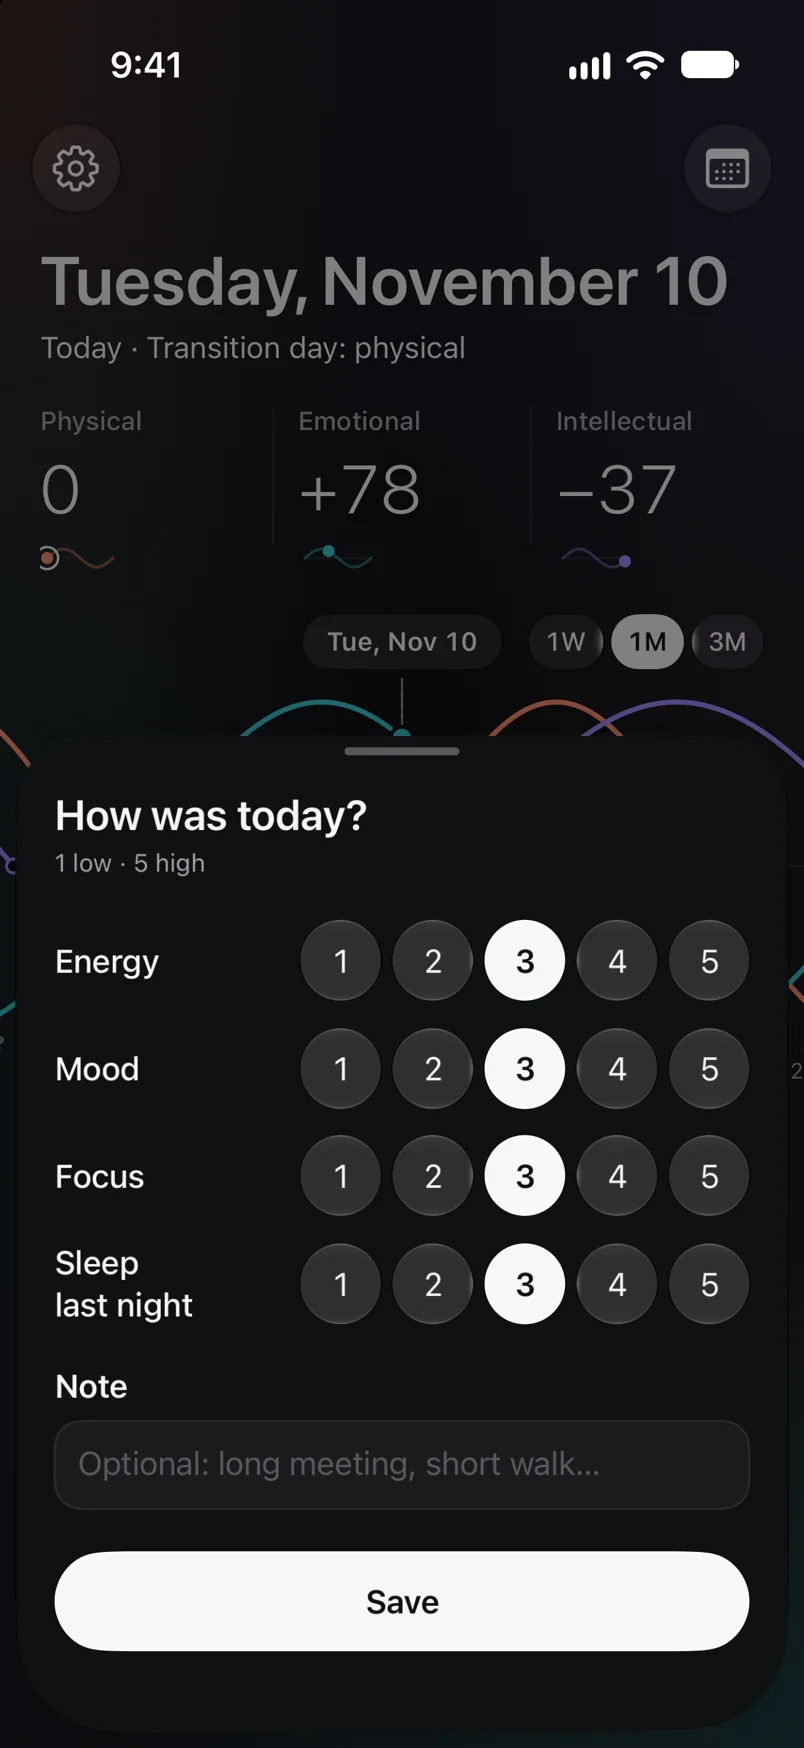 9:41
Tuesday, November 10
Today · Transition day: physical
Physical Emotional Intellectual
0 +78 −37
Tue, Nov 10 1W 1M 3M
How was today?
1 low · 5 high
Energy 1 2 3 4 5
Mood 1 2 3 4 5
Focus 1 2 3 4 5
Sleep
last night 1 2 3 4 5
Note
Optional: long meeting, short walk...
Save